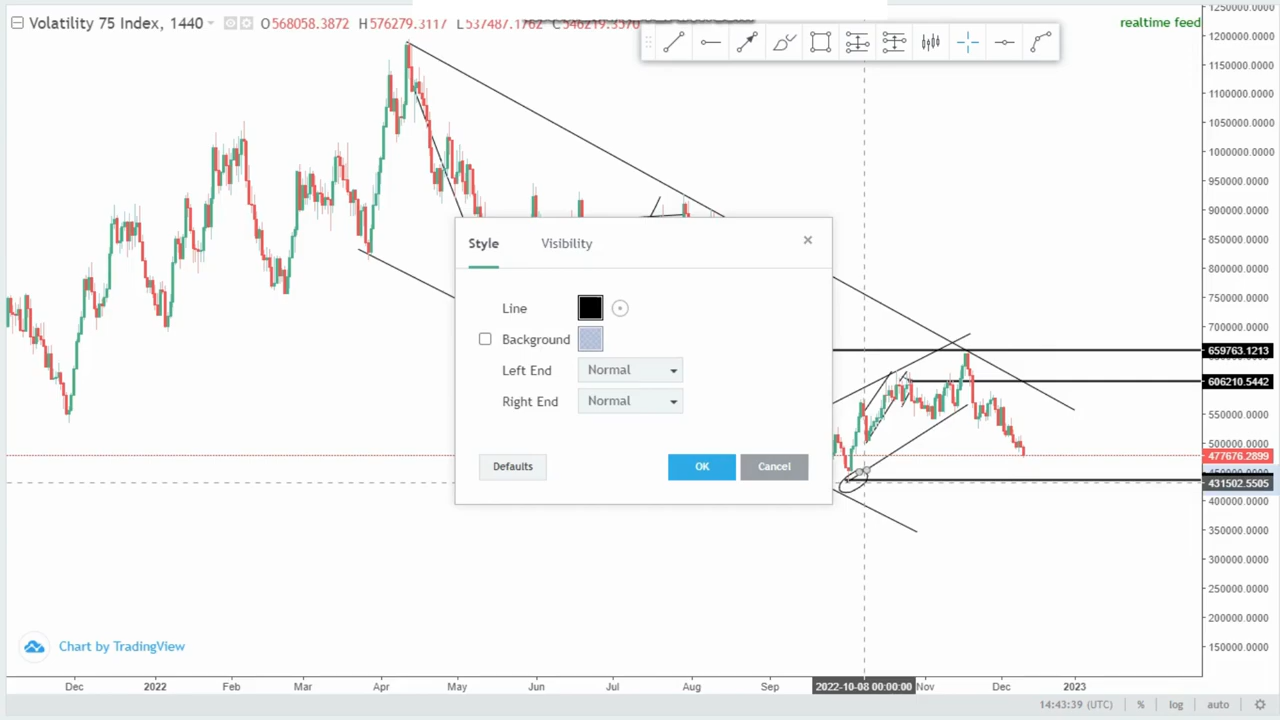 Volatility 75 Index, 1440 O568058.3872 H576279.3117
realtime feed
1200000.0000
1150000.0000
1100000.0000
1050000.0000
1000000.0000
950000.0000
900000.0000
850000.0000
800000.0000
750000.0000
700000.0000
659763.1213
606210.5442
550000.0000
500000.0000
477676.2899
431502.5505
400000.0000
350000.0000
300000.0000
250000.0000
200000.0000
150000.0000
Style
Visibility
Line
Background
Left End Normal
Right End Normal
Defaults
OK
Cancel
Chart by TradingView
Dec 2022 Feb Mar Apr May Jun Jul Aug Sep 2022-10-08 00:00:00 Nov Dec 2023
14:43:39 (UTC) % log auto